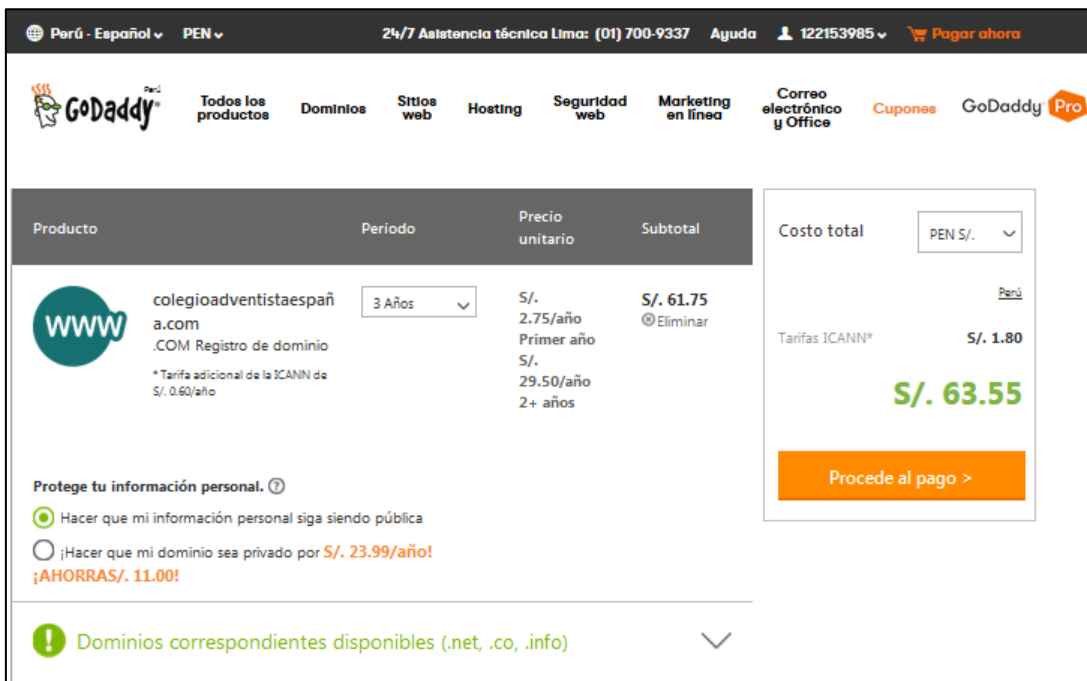 Perú - Español PEN 24/7 Asistencia técnica Lima: (01) 700-9337 Ayuda 122153985 Pagar ahora
GoDaddy Perú
Todos los productos
Dominios
Sitios web
Hosting
Seguridad web
Marketing en línea
Correo electrónico y Office
Cupones
GoDaddy Pro
Producto Periodo Precio unitario Subtotal
colegioadventistaespañ
a.com
.COM Registro de dominio
* Tarifa adicional de la ICANN de
S/. 0.60/año
WWW
3 Años
S/.
2.75/año
Primer año
S/.
29.50/año
2+ años
S/. 61.75
Eliminar
Costo total PEN S/.
Perú
Tarifas ICANN* S/. 1.80
S/. 63.55
Procede al pago >
Protege tu información personal. ?
Hacer que mi información personal siga siendo pública
¡Hacer que mi dominio sea privado por S/. 23.99/año!
¡AHORRAS/. 11.00!
! Dominios correspondientes disponibles (.net, .co, .info)